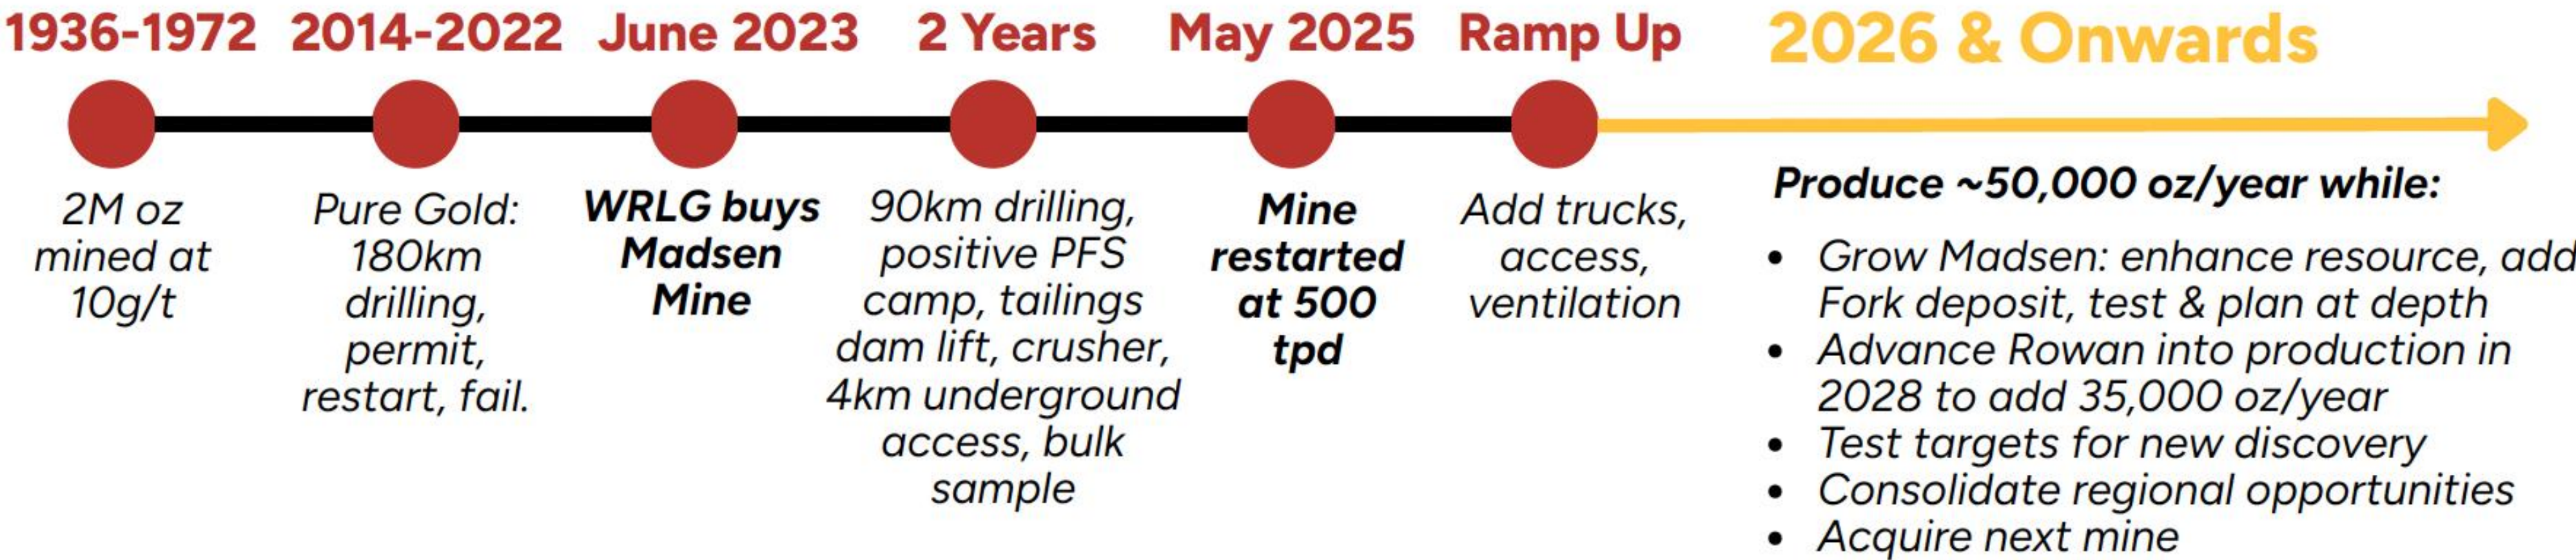 1936-1972
2M oz
mined at
10g/t
2014-2022
Pure Gold:
180km
drilling,
permit,
restart, fail.
June 2023
WRLG buys
Madsen
Mine
2 Years
90km drilling,
positive PFS
camp, tailings
dam lift, crusher,
4km underground
access, bulk
sample
May 2025
Mine
restarted
at 500
tpd
Ramp Up
Add trucks,
access,
ventilation
2026 & Onwards
Produce ~50,000 oz/year while:
• Grow Madsen: enhance resource, add
Fork deposit, test & plan at depth
• Advance Rowan into production in
2028 to add 35,000 oz/year
• Test targets for new discovery
• Consolidate regional opportunities
• Acquire next mine